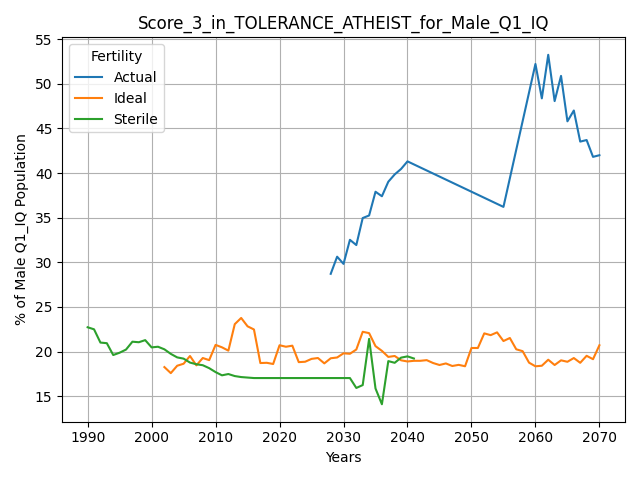 Score_3_in_TOLERANCE_ATHEIST_for_Male_Q1_IQ
Fertility
Actual
Ideal
Sterile
% of Male Q1_IQ Population
55
50
45
40
35
30
25
20
15
1990 2000 2010 2020 2030 2040 2050 2060 2070
Years